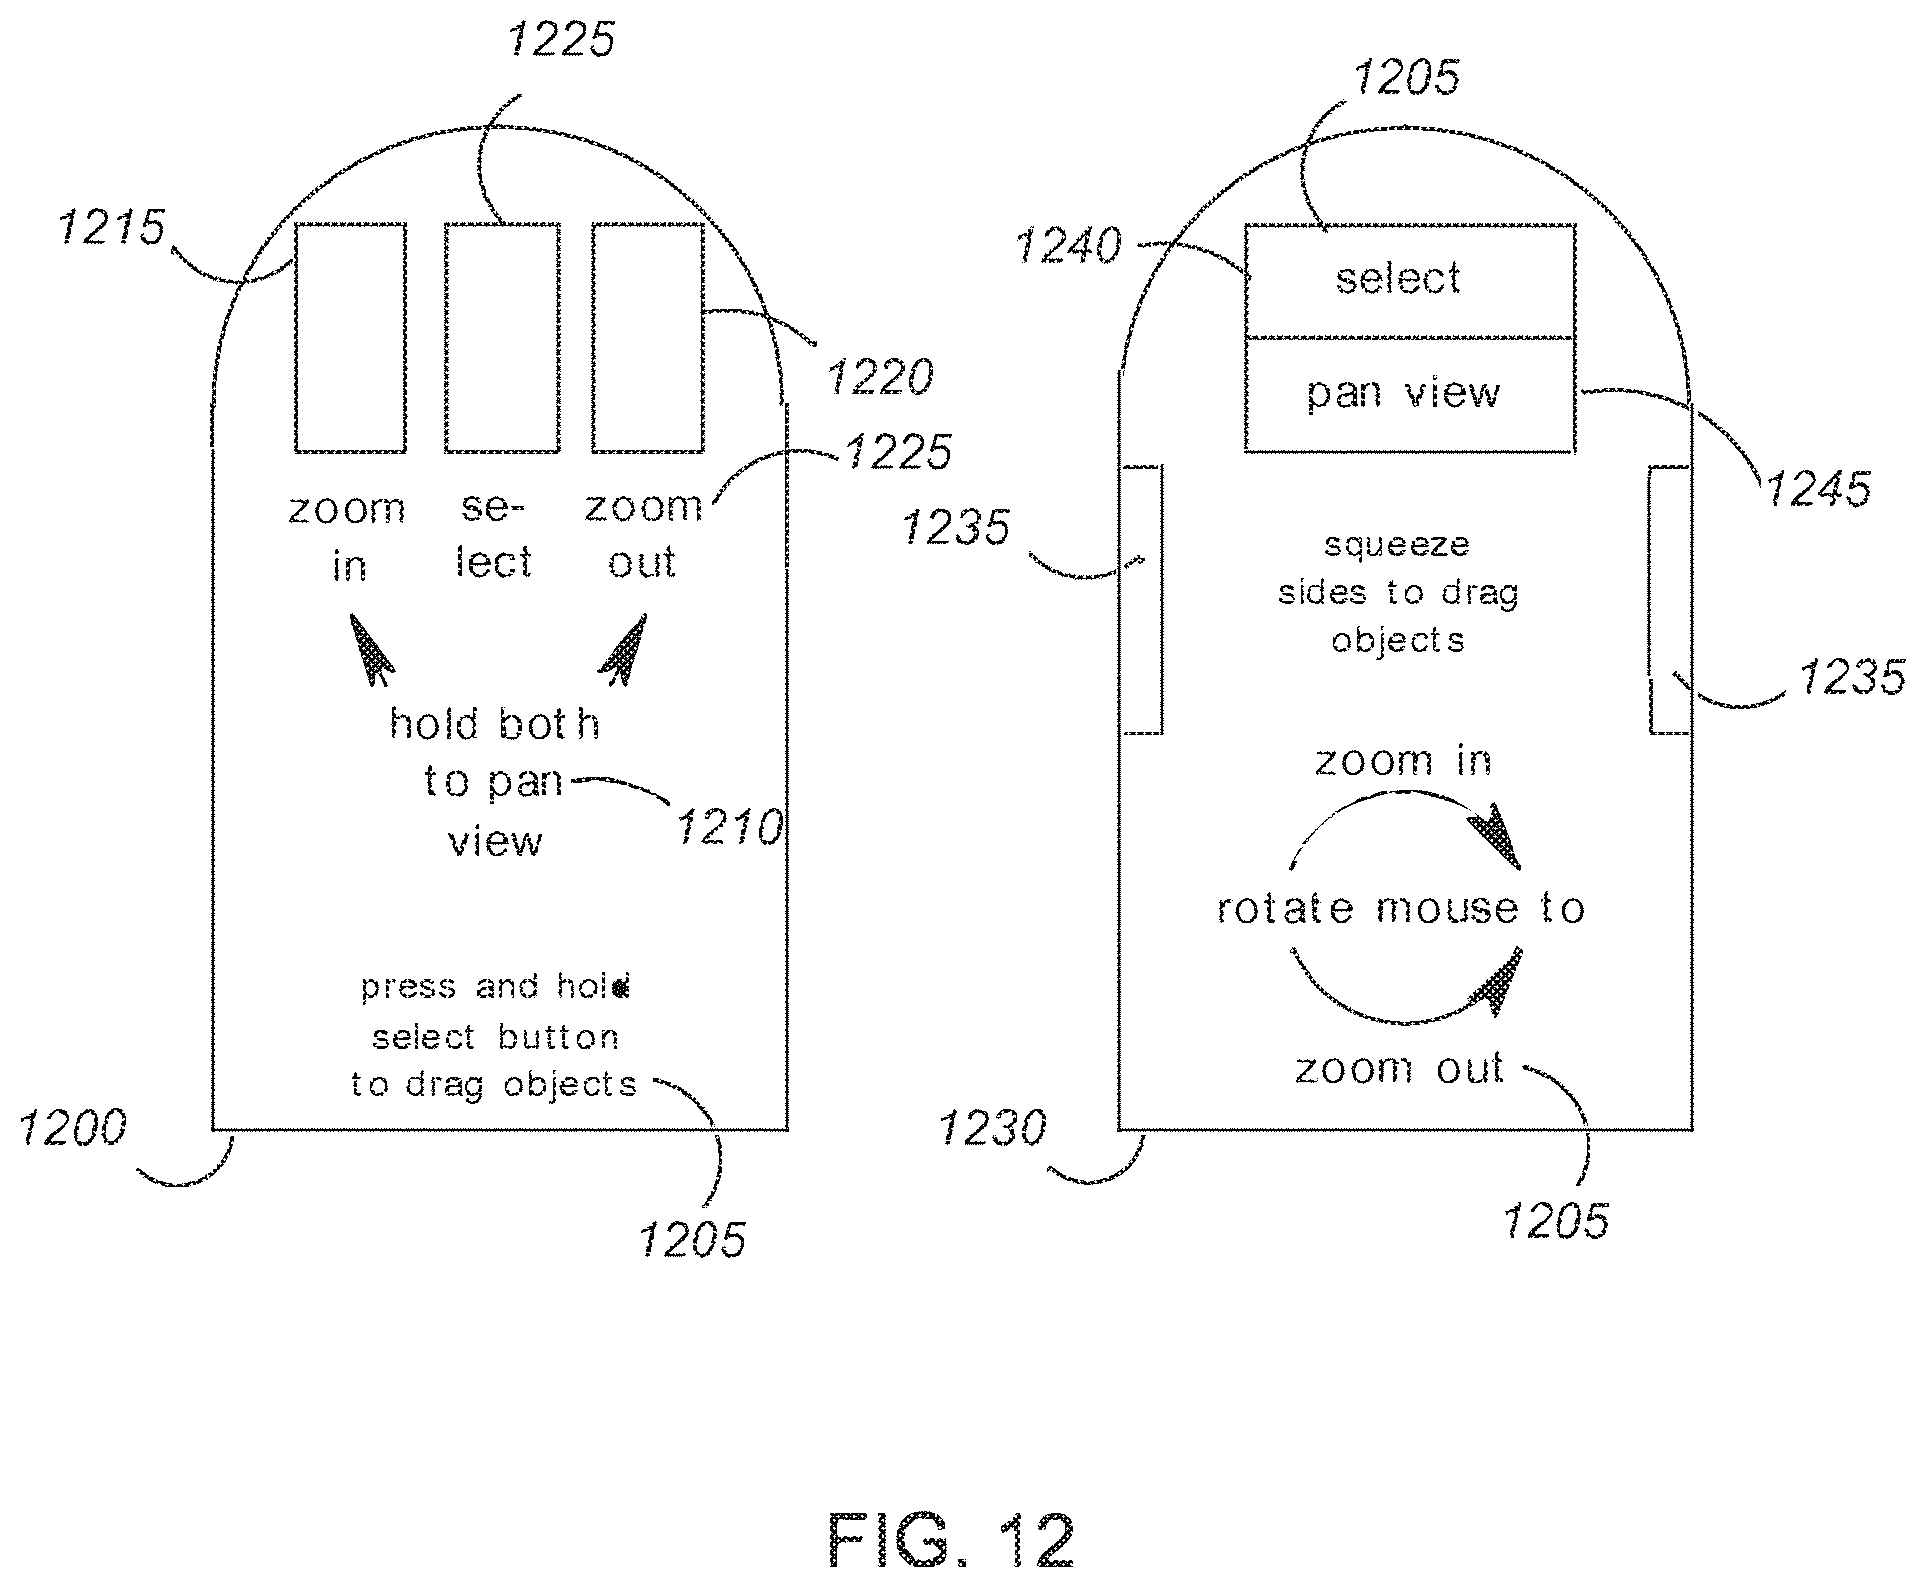 1225
1205
1215
1240
select
1220
pan view
1225
1245
zoom
in
se-
lect
zoom
out
1235
squeeze
sides to drag
objects
1235
hold both
to pan
view
1210
zoom in
rotate mouse to
zoom out
press and hold
select button
to drag objects
1200
1230
1205
1205
FIG. 12